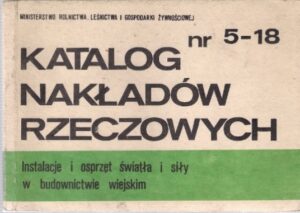 MINISTERSTWO ROLNICTWA, LEŚNICTWA I GOSPODARKI ŻYWNOŚCIOWEJ
nr 5-18
KATALOG
NAKŁADÓW
RZECZOWYCH
Instalacje i osprzęt światła i siły
w budownictwie wiejskim